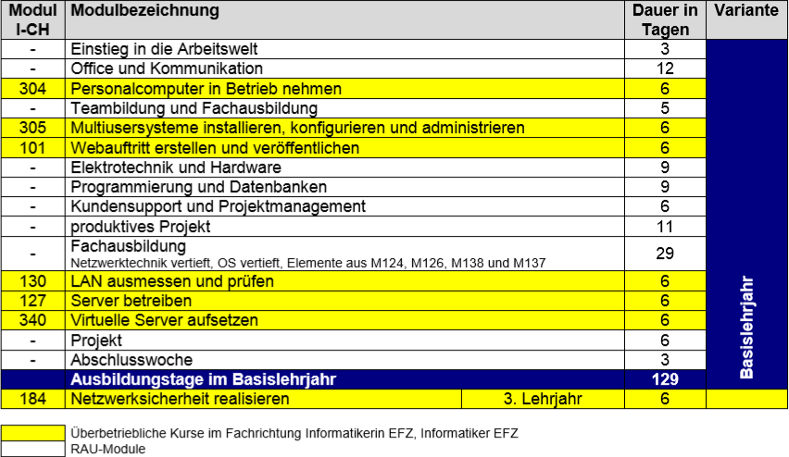 Modul I-CH Modulbezeichnung Dauer in Tagen Variante
- Einstieg in die Arbeitswelt 3
- Office und Kommunikation 12
304 Personalcomputer in Betrieb nehmen 6
- Teambildung und Fachausbildung 5
305 Multiusersysteme installieren, konfigurieren und administrieren 6
101 Webauftritt erstellen und veröffentlichen 6
- Elektrotechnik und Hardware 9
- Programmierung und Datenbanken 9
- Kundensupport und Projektmanagement 6
- produktives Projekt 11
- Fachausbildung 29
Netzwerktechnik vertieft, OS vertieft, Elemente aus M124, M126, M138 und M137
130 LAN ausmessen und prüfen 6
127 Server betreiben 6
340 Virtuelle Server aufsetzen 6
- Projekt 6
- Abschlusswoche 3
Basislehrjahr
Ausbildungstage im Basislehrjahr 129
184 Netzwerksicherheit realisieren 3. Lehrjahr 6
Überbetriebliche Kurse im Fachrichtung Informatikerin EFZ, Informatiker EFZ
RAU-Module